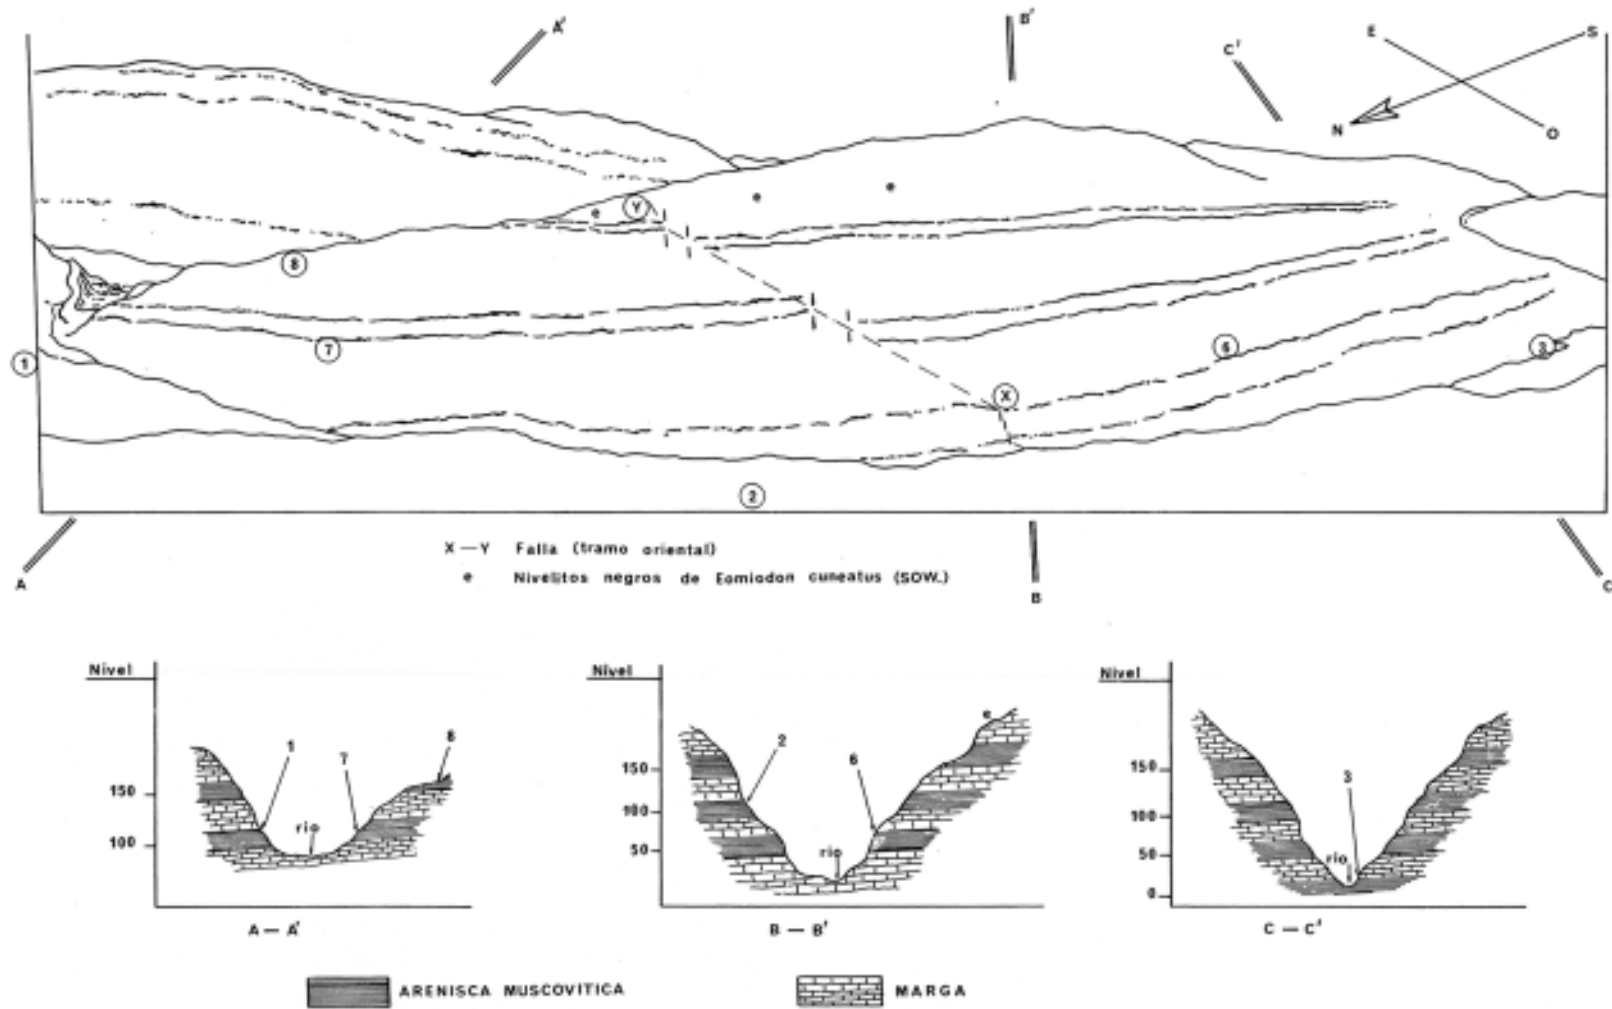 A'
B'
C'
E
S
N
O
Y
e
e
e
8
7
1
6
3
X
2
A
B
C
X — Y Falla (tramo oriental)
e Nivelitos negros de Eomiodon cuneatus (SOW.)
Nivel
150
100
1
7
8
rio
A — A'
Nivel
150
100
50
2
6
e
rio
B — B'
Nivel
150
100
50
0
3
rio
C — C'
ARENISCA MUSCOVITICA
MARGA